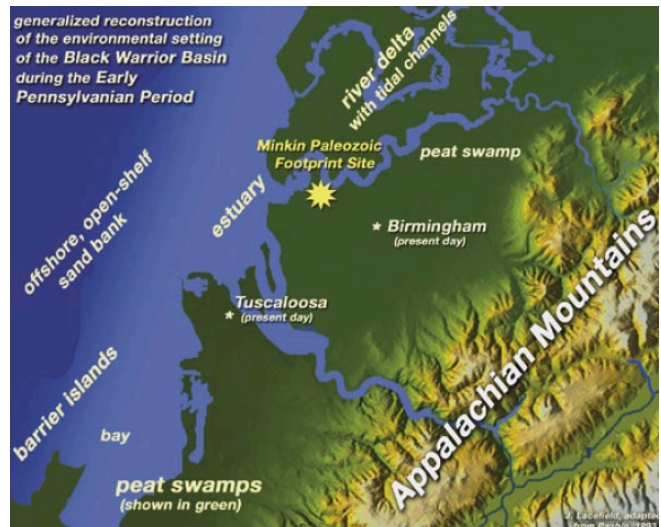 generalized reconstruction
of the environmental setting
of the Black Warrior Basin
during the Early
Pennsylvanian Period
river delta
with tidal channels
Minkin Paleozoic
Footprint Site
peat swamp
estuary
offshore, open-shelf
sand bank
Birmingham
(present day)
Tuscaloosa
(present day)
Appalachian Mountains
barrier islands
bay
peat swamps
(shown in green)
J. Lacefield, adapted
from